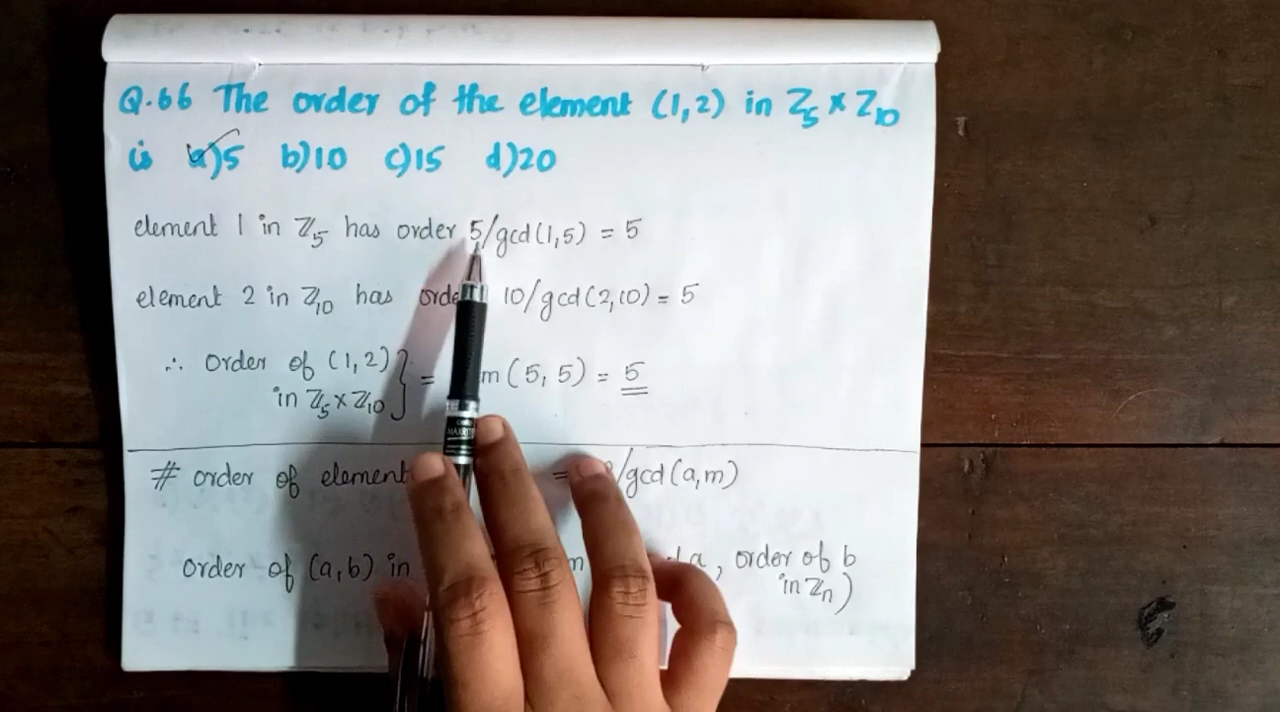 Q.66 The order of the element (1,2) in Z₅ × Z₁₀
is a)5 b)10 c)15 d)20
element 1 in ℤ₅ has order 5/gcd(1,5) = 5
element 2 in ℤ₁₀ has 10/gcd(2,10) = 5
∴ order of (1,2) } = m(5,5) = 5
in ℤ₅ × ℤ₁₀
# order of element = /gcd(a,m)
order of (a,b) in a, order of b
in ℤₙ)